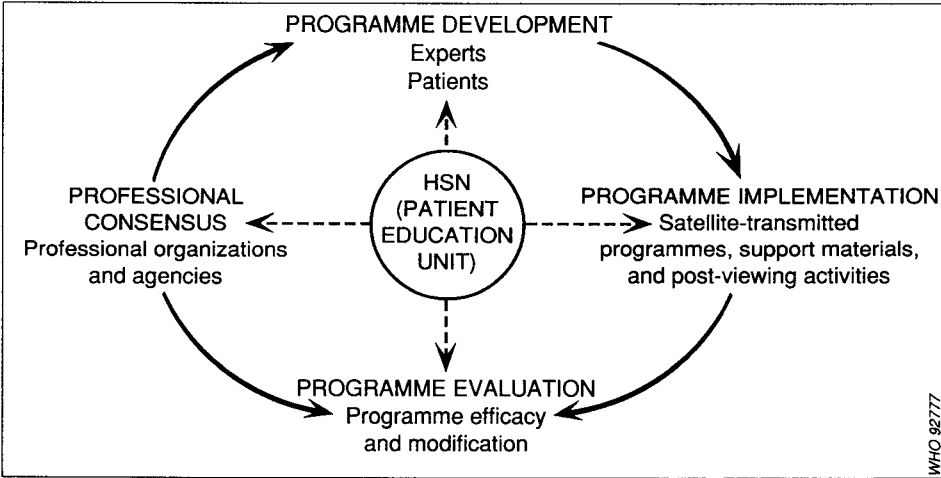 PROGRAMME DEVELOPMENT
Experts
Patients
PROFESSIONAL
CONSENSUS
Professional organizations
and agencies
HSN
(PATIENT
EDUCATION
UNIT)
PROGRAMME IMPLEMENTATION
Satellite-transmitted
programmes, support materials,
and post-viewing activities
PROGRAMME EVALUATION
Programme efficacy
and modification
WHO 92777